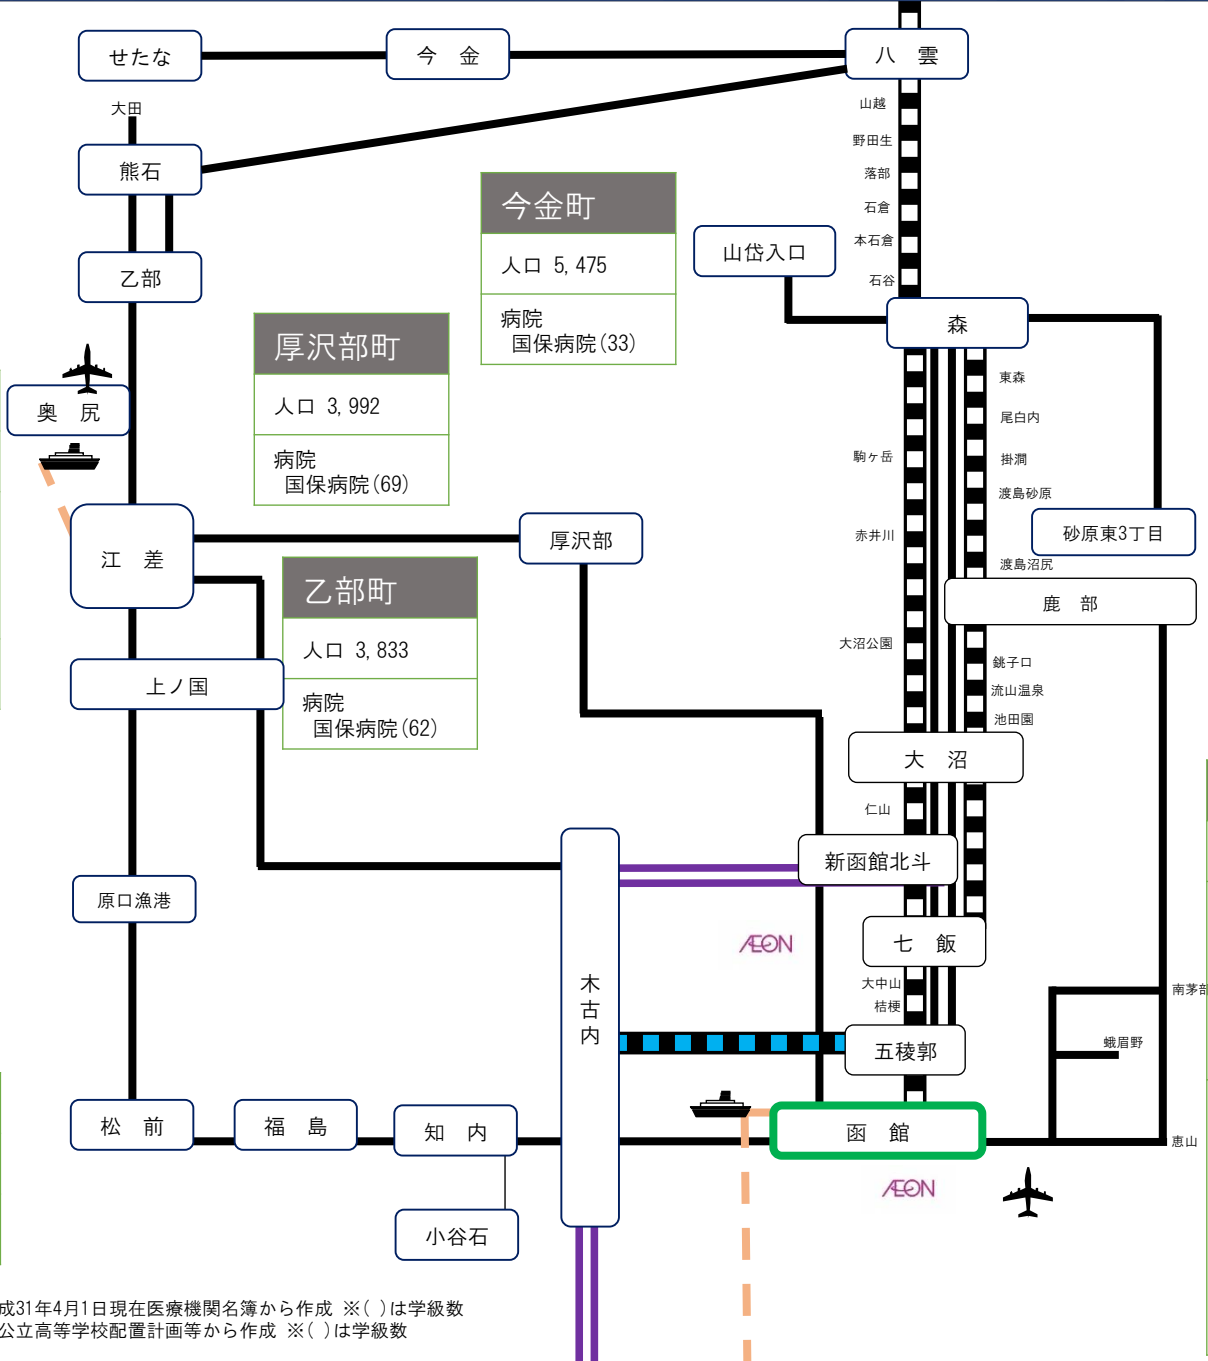 せたな
今　金
八　雲
大田
山越
野田生
熊石
落部
今金町
石倉
人口 5,475
本石倉
山岱入口
乙部
石谷
病院
国保病院(33)
森
厚沢部町
東森
人口 3,992
奥　尻
尾白内
病院
国保病院(69)
駒ヶ岳
掛澗
渡島砂原
江　差
厚沢部
赤井川
砂原東3丁目
渡島沼尻
乙部町
鹿　部
人口 3,833
大沼公園
銚子口
上ノ国
流山温泉
病院
国保病院(62)
池田園
大　沼
仁山
新函館北斗
原口漁港
ÆON
七　飯
大中山
南茅部
桔梗
木古内
蛾眉野
五稜郭
松　前
福　島
知　内
函　館
恵山
ÆON
小谷石
成31年4月1日現在医療機関名簿から作成 ※( )は学級数
公立高等学校配置計画等から作成 ※( )は学級数